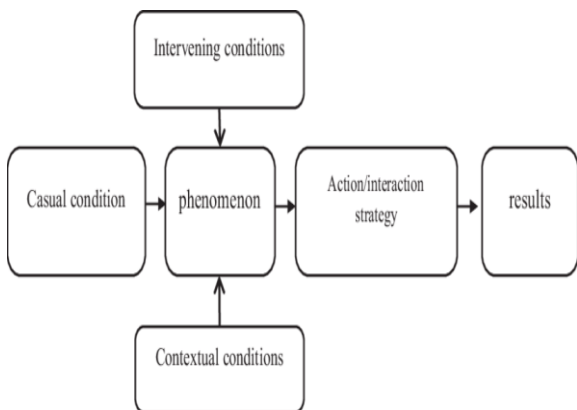 Intervening conditions
Casual condition
phenomenon
Action/interaction
strategy
results
Contextual conditions